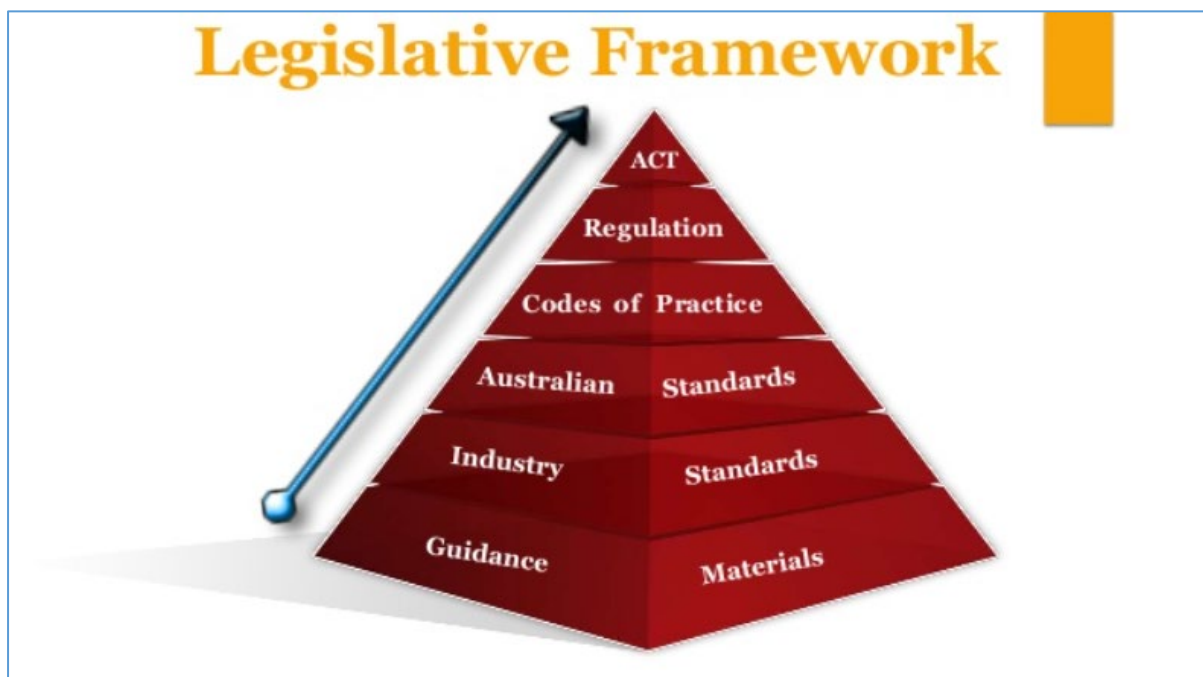 Legislative Framework
ACT
Regulation
Codes of Practice
Australian Standards
Industry Standards
Guidance Materials